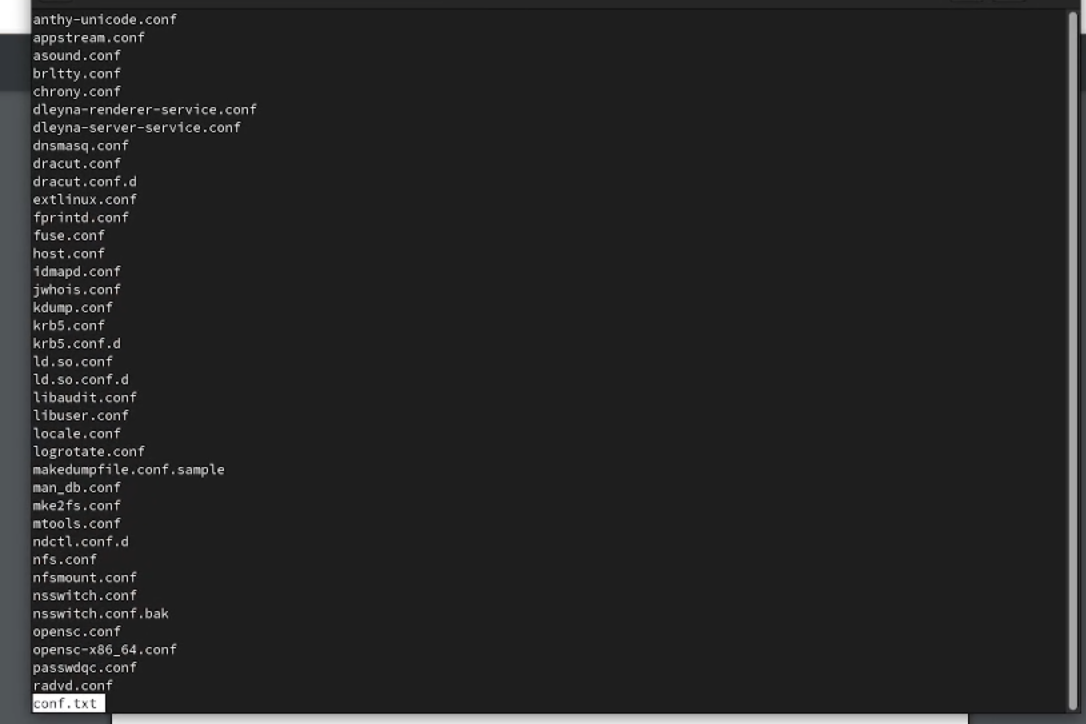 anthy-unicode.conf
appstream.conf
asound.conf
brltty.conf
chrony.conf
dleyna-renderer-service.conf
dleyna-server-service.conf
dnsmasq.conf
dracut.conf
dracut.conf.d
extlinux.conf
fprintd.conf
fuse.conf
host.conf
idmapd.conf
jwhois.conf
kdump.conf
krb5.conf
krb5.conf.d
ld.so.conf
ld.so.conf.d
libaudit.conf
libuser.conf
locale.conf
logrotate.conf
makedumpfile.conf.sample
man_db.conf
mke2fs.conf
mtools.conf
ndctl.conf.d
nfs.conf
nfsmount.conf
nsswitch.conf
nsswitch.conf.bak
opensc.conf
opensc-x86_64.conf
passwdqc.conf
radvd.conf
conf.txt